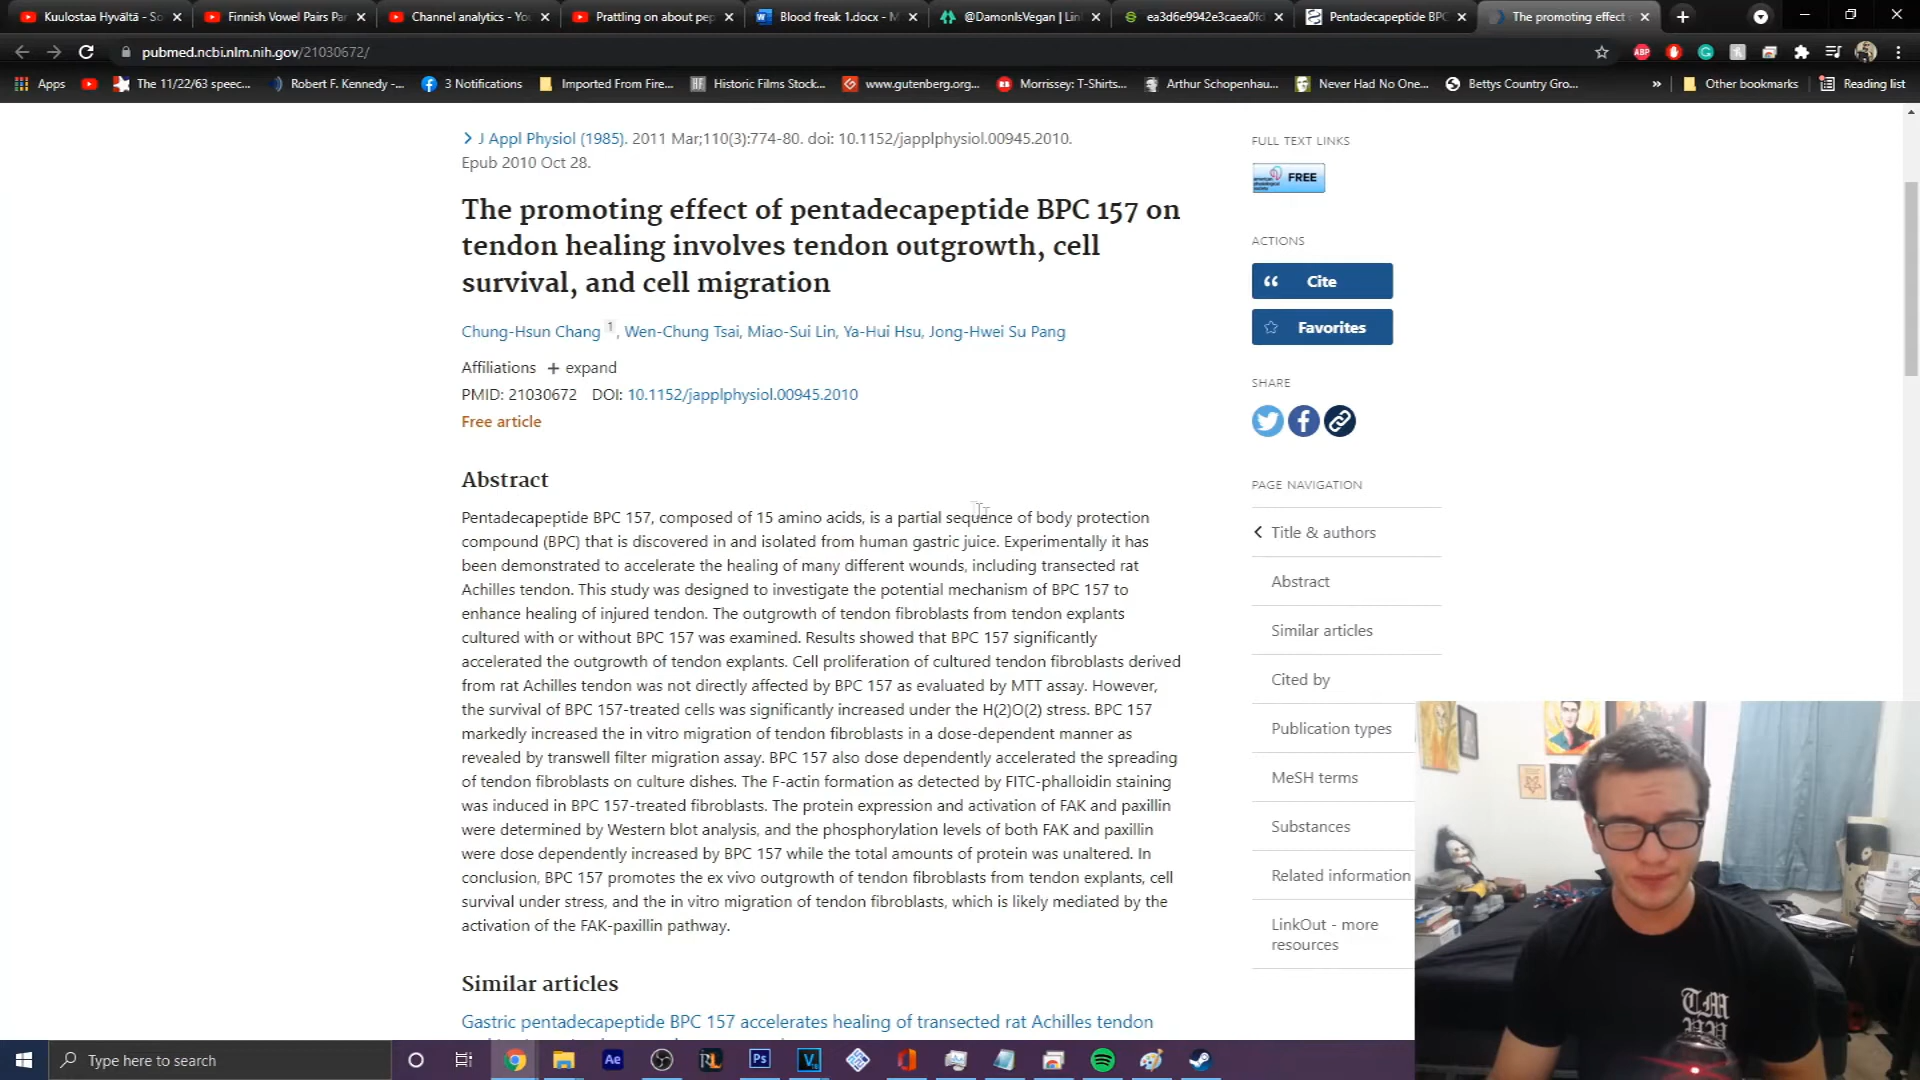 Kuulostaa Hyvältä - So
Finnish Vowel Pairs Par
Channel analytics - You
Prattling on about pep
Blood freak 1.docx - M
@DamonIsVegan | Lin
ea3d6e9942e3caea0fd
Pentadecapeptide BPC
The promoting effect
pubmed.ncbi.nlm.nih.gov/21030672/
ABP
Apps
The 11/22/63 speec...
Robert F. Kennedy -...
3 Notifications
Imported From Fire...
Historic Films Stock...
www.gutenberg.org...
Morrissey: T-Shirts...
Arthur Schopenhau...
Never Had No One...
Bettys Country Gro...
»
Other bookmarks
Reading list
J Appl Physiol (1985). 2011 Mar;110(3):774-80. doi: 10.1152/japplphysiol.00945.2010.
Epub 2010 Oct 28.
The promoting effect of pentadecapeptide BPC 157 on
tendon healing involves tendon outgrowth, cell
survival, and cell migration
Chung-Hsun Chang 1, Wen-Chung Tsai, Miao-Sui Lin, Ya-Hui Hsu, Jong-Hwei Su Pang
Affiliations + expand
PMID: 21030672 DOI: 10.1152/japplphysiol.00945.2010
Free article
Abstract
Pentadecapeptide BPC 157, composed of 15 amino acids, is a partial sequence of body protection
compound (BPC) that is discovered in and isolated from human gastric juice. Experimentally it has
been demonstrated to accelerate the healing of many different wounds, including transected rat
Achilles tendon. This study was designed to investigate the potential mechanism of BPC 157 to
enhance healing of injured tendon. The outgrowth of tendon fibroblasts from tendon explants
cultured with or without BPC 157 was examined. Results showed that BPC 157 significantly
accelerated the outgrowth of tendon explants. Cell proliferation of cultured tendon fibroblasts derived
from rat Achilles tendon was not directly affected by BPC 157 as evaluated by MTT assay. However,
the survival of BPC 157-treated cells was significantly increased under the H(2)O(2) stress. BPC 157
markedly increased the in vitro migration of tendon fibroblasts in a dose-dependent manner as
revealed by transwell filter migration assay. BPC 157 also dose dependently accelerated the spreading
of tendon fibroblasts on culture dishes. The F-actin formation as detected by FITC-phalloidin staining
was induced in BPC 157-treated fibroblasts. The protein expression and activation of FAK and paxillin
were determined by Western blot analysis, and the phosphorylation levels of both FAK and paxillin
were dose dependently increased by BPC 157 while the total amounts of protein was unaltered. In
conclusion, BPC 157 promotes the ex vivo outgrowth of tendon fibroblasts from tendon explants, cell
survival under stress, and the in vitro migration of tendon fibroblasts, which is likely mediated by the
activation of the FAK-paxillin pathway.
Similar articles
Gastric pentadecapeptide BPC 157 accelerates healing of transected rat Achilles tendon
FULL TEXT LINKS
FREE
ACTIONS
Cite
Favorites
SHARE
PAGE NAVIGATION
Title & authors
Abstract
Similar articles
Cited by
Publication types
MeSH terms
Substances
Related information
LinkOut - more
resources
Type here to search
Ae
Ps